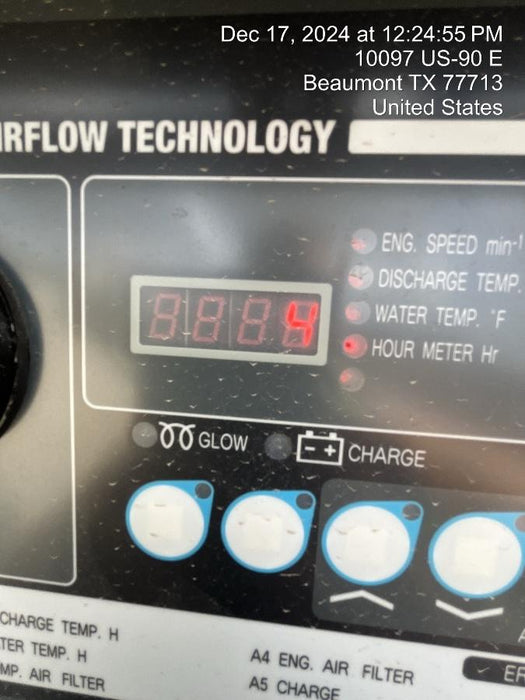 Dec 17, 2024 at 12:24:55 PM
10097 US-90 E
Beaumont TX 77713
United States
IRFLOW TECHNOLOGY
ENG. SPEED min-1
DISCHARGE TEMP.
4
WATER TEMP. °F
HOUR METER Hr
GLOW
- +
CHARGE
CHARGE TEMP. H
TER TEMP. H
MP. AIR FILTER
A4 ENG. AIR FILTER
A5 CHARGE